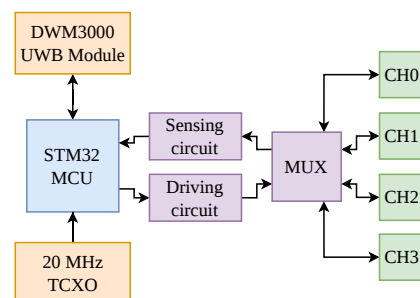 DWM3000
UWB Module
STM32
MCU
20 MHz
TCXO
Sensing
circuit
Driving
circuit
MUX
CH0
CH1
CH2
CH3